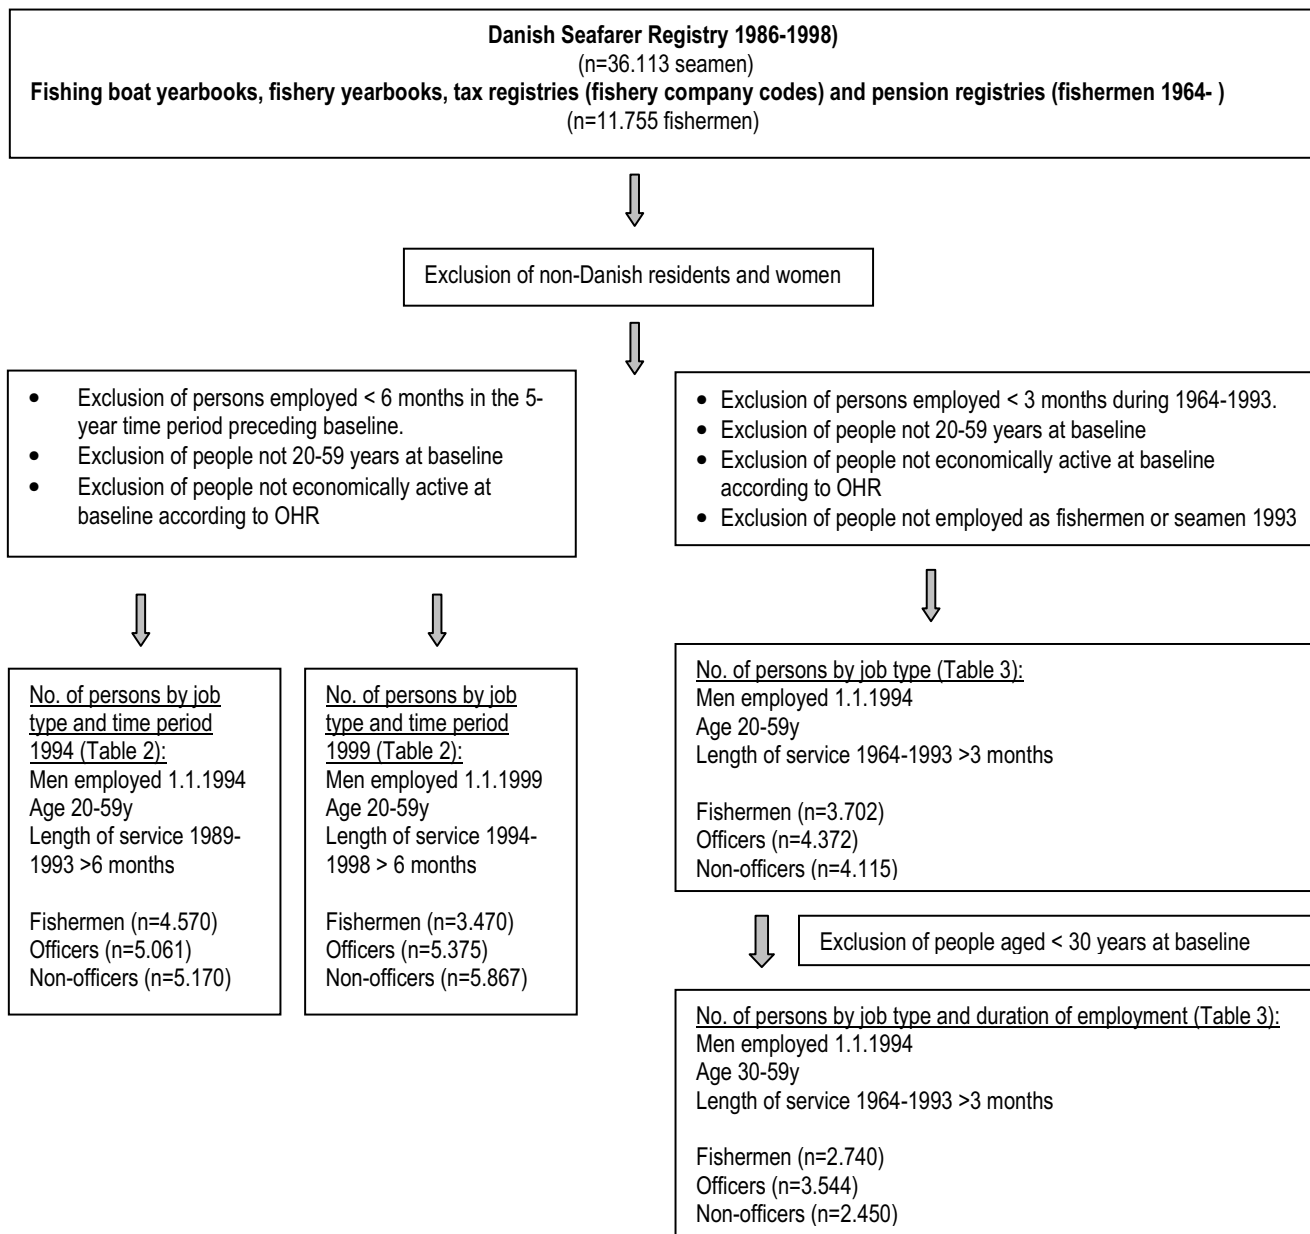 Danish Seafarer Registry 1986-1998)
(n=36.113 seamen)
Fishing boat yearbooks, fishery yearbooks, tax registries (fishery company codes) and pension registries (fishermen 1964- )
(n=11.755 fishermen)
Exclusion of non-Danish residents and women
• Exclusion of persons employed < 6 months in the 5-
year time period preceding baseline.
• Exclusion of people not 20-59 years at baseline
• Exclusion of people not economically active at
baseline according to OHR
• Exclusion of persons employed < 3 months during 1964-1993.
• Exclusion of people not 20-59 years at baseline
• Exclusion of people not economically active at baseline
according to OHR
• Exclusion of people not employed as fishermen or seamen 1993
No. of persons by job
type and time period
1994 (Table 2):
Men employed 1.1.1994
Age 20-59y
Length of service 1989-
1993 >6 months
Fishermen (n=4.570)
Officers (n=5.061)
Non-officers (n=5.170)
No. of persons by job
type and time period
1999 (Table 2):
Men employed 1.1.1999
Age 20-59y
Length of service 1994-
1998 > 6 months
Fishermen (n=3.470)
Officers (n=5.375)
Non-officers (n=5.867)
No. of persons by job type (Table 3):
Men employed 1.1.1994
Age 20-59y
Length of service 1964-1993 >3 months
Fishermen (n=3.702)
Officers (n=4.372)
Non-officers (n=4.115)
Exclusion of people aged < 30 years at baseline
No. of persons by job type and duration of employment (Table 3):
Men employed 1.1.1994
Age 30-59y
Length of service 1964-1993 >3 months
Fishermen (n=2.740)
Officers (n=3.544)
Non-officers (n=2.450)